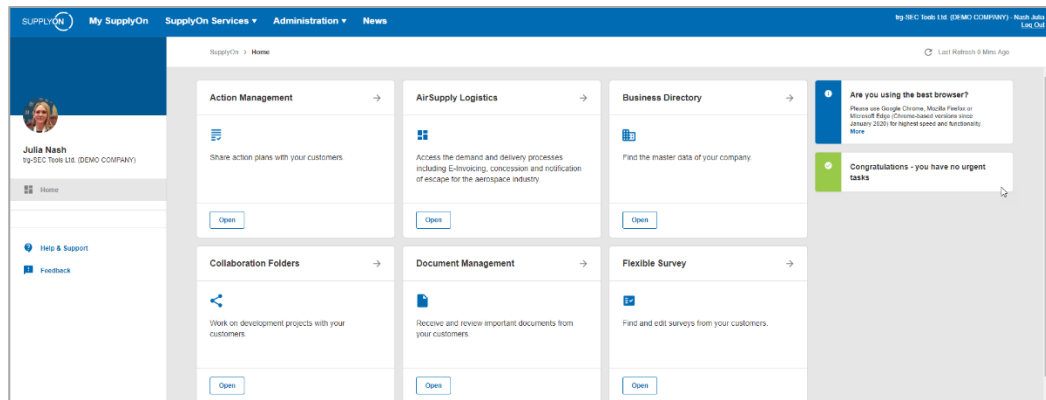 SUPPLYON My SupplyOn SupplyOn Services Administration News
trg-SEC Tools Ltd. (DEMO COMPANY) - Nash Julia
Log Out
SupplyOn > Home
Last Refresh 0 Mins Ago
Julia Nash
trg-SEC Tools Ltd. (DEMO COMPANY)
Home
Help & Support
Feedback
Action Management
Share action plans with your customers.
Open
AirSupply Logistics
Access the demand and delivery processes
including E-Invoicing, concession and notification
of escape for the aerospace industry.
Open
Business Directory
Find the master data of your company.
Open
Are you using the best browser?
Please use Google Chrome, Mozilla Firefox or
Microsoft Edge (Chrome-based versions since
January 2020) for highest speed and functionality.
More
Congratulations - you have no urgent
tasks
Collaboration Folders
Work on development projects with your
customers.
Open
Document Management
Receive and review important documents from
your customers.
Open
Flexible Survey
Find and edit surveys from your customers.
Open